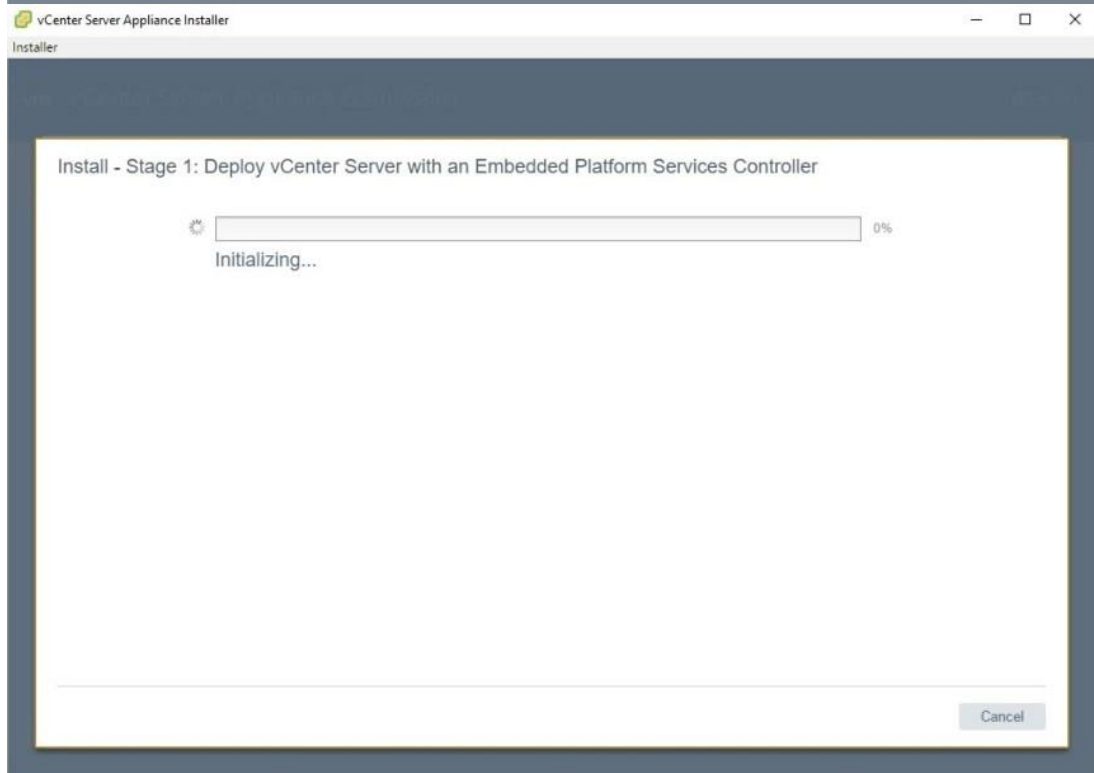 vCenter Server Appliance Installer
Installer
Install - Stage 1: Deploy vCenter Server with an Embedded Platform Services Controller
0%
Initializing...
Cancel